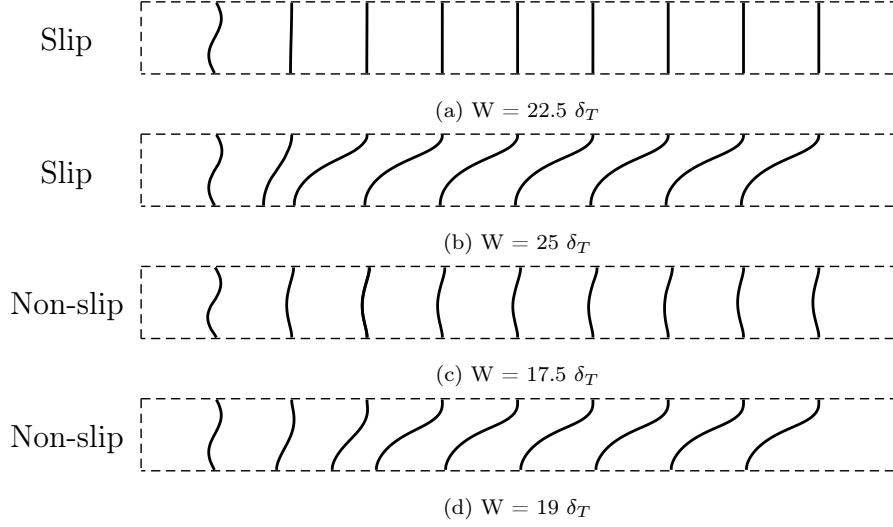 Slip
(a) W = 22.5 δ_T
Slip
(b) W = 25 δ_T
Non-slip
(c) W = 17.5 δ_T
Non-slip
(d) W = 19 δ_T